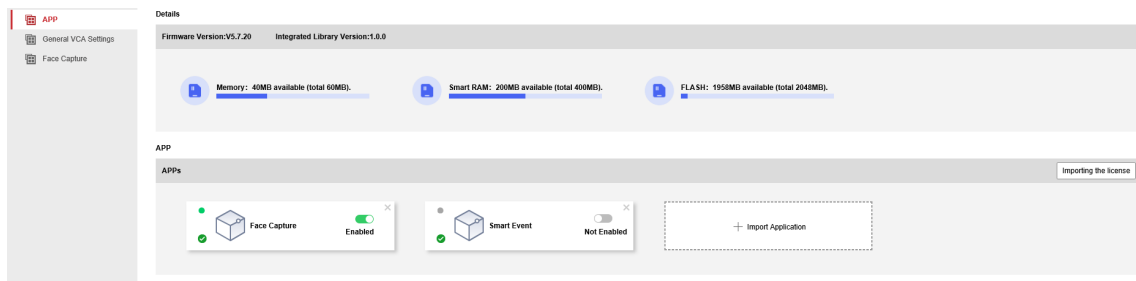 APP
General VCA Settings
Face Capture
Details
Firmware Version:V5.7.20 Integrated Library Version:1.0.0
Memory: 40MB available (total 60MB). Smart RAM: 200MB available (total 400MB). FLASH: 1958MB available (total 2048MB).
APP
APPs Importing the license
Face Capture Enabled
Smart Event Not Enabled
Import Application